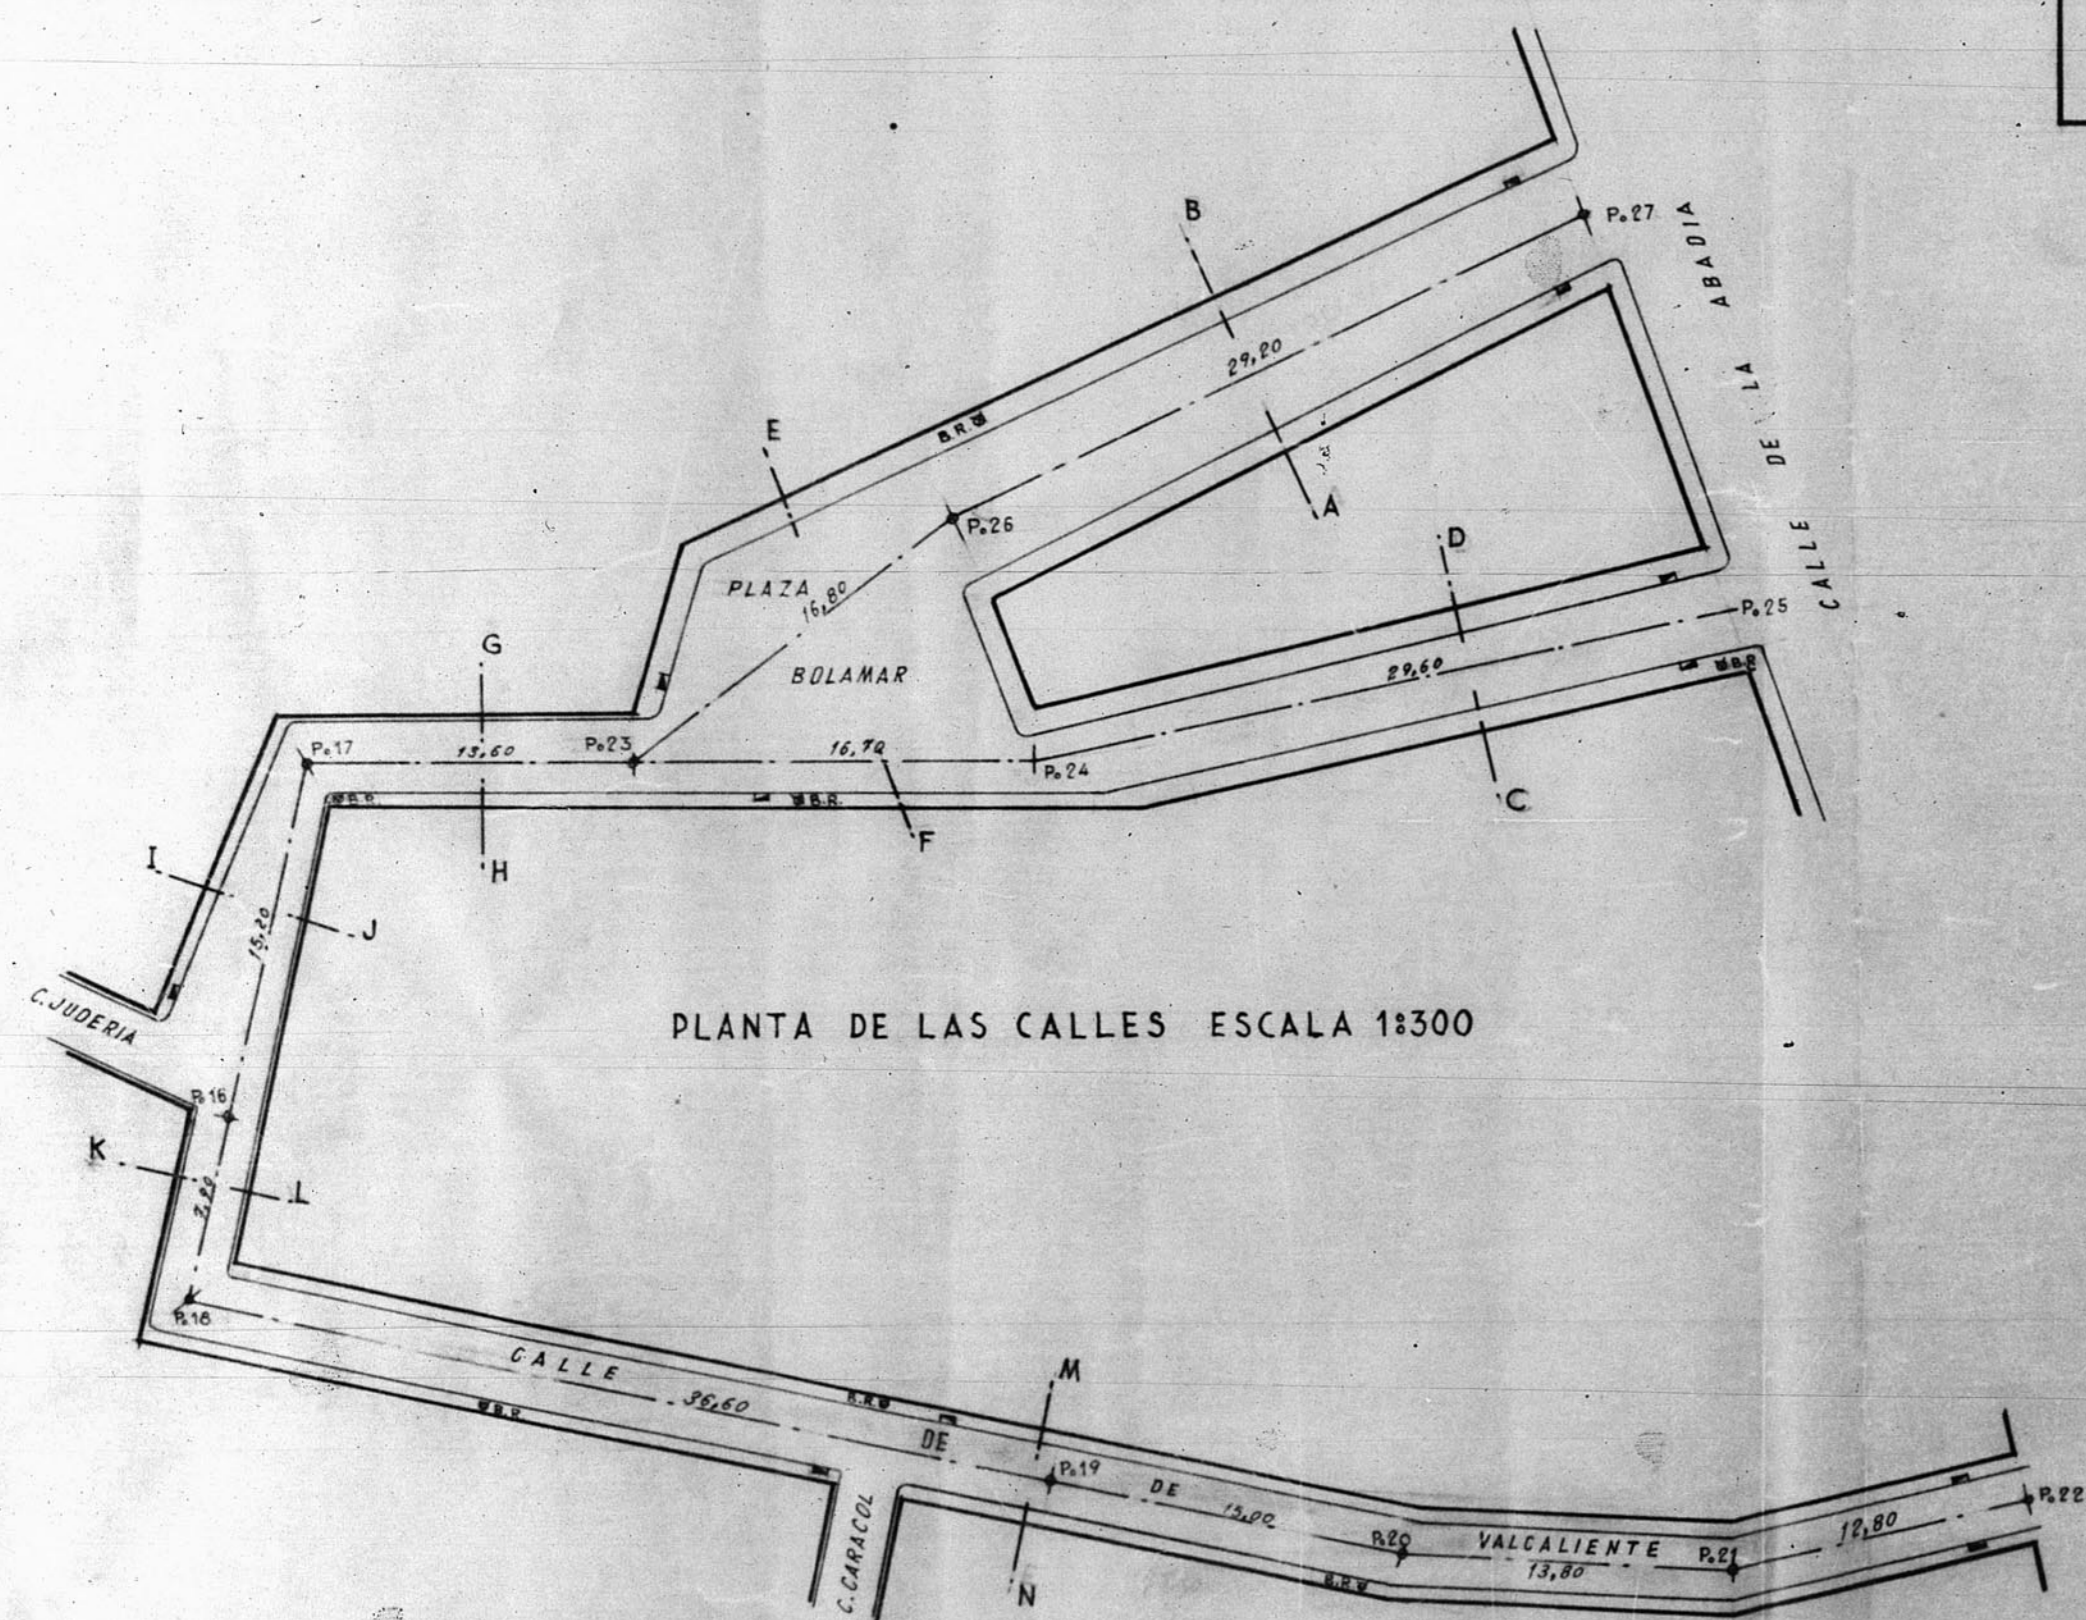 B
P.27
CALLE DE LA ABADIA
29,20
E
B.R.
A
P.26
D
PLAZA
16,80
P.25
G
BOLAMAR
29,60
B.R.
P.17
13,60
P.23
16,70
P.24
B.R.
B.R.
C
F
H
I
15,20
J
C. JUDERIA
PLANTA DE LAS CALLES ESCALA 1:300
P.16
K
L
P.18
CALLE
M
36,60
B.R.
B.R.
DE
P.19
DE
15,00
P.22
C. CARACOL
P.20
VALCALIENTE
P.21
12,80
13,80
B.R.
N